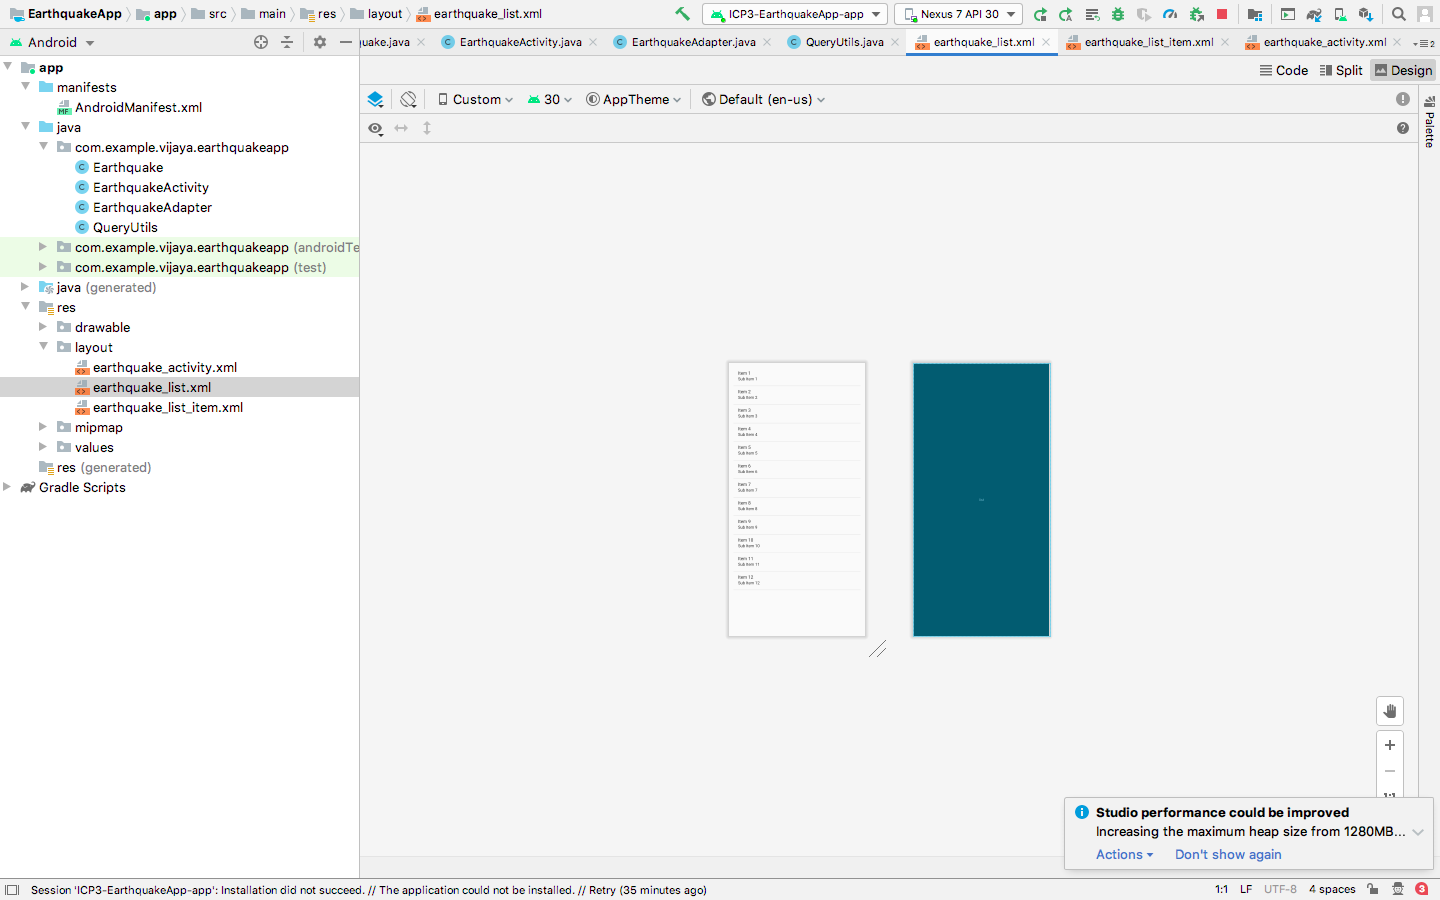 EarthquakeApp app src main res layout earthquake_list.xml
ICP3-EarthquakeApp-app Nexus 7 API 30
Android
quake.java EarthquakeActivity.java EarthquakeAdapter.java QueryUtils.java earthquake_list.xml earthquake_list_item.xml earthquake_activity.xml 2
Code Split Design
Custom 30 AppTheme Default (en-us)
Palette
app
manifests
MF AndroidManifest.xml
java
com.example.vijaya.earthquakeapp
C Earthquake
C EarthquakeActivity
C EarthquakeAdapter
C QueryUtils
com.example.vijaya.earthquakeapp (androidTe
com.example.vijaya.earthquakeapp (test)
java (generated)
res
drawable
layout
earthquake_activity.xml
earthquake_list.xml
earthquake_list_item.xml
mipmap
values
res (generated)
Gradle Scripts
Item 1
Sub Item 1
Item 2
Sub Item 2
Item 3
Sub Item 3
Item 4
Sub Item 4
Item 5
Sub Item 5
Item 6
Sub Item 6
Item 7
Sub Item 7
Item 8
Sub Item 8
Item 9
Sub Item 9
Item 10
Sub Item 10
Item 11
Sub Item 11
Item 12
Sub Item 12
1:1
Studio performance could be improved
Increasing the maximum heap size from 1280MB...
Actions Don't show again
Session 'ICP3-EarthquakeApp-app': Installation did not succeed. // The application could not be installed. // Retry (35 minutes ago)
1:1 LF UTF-8 4 spaces 3